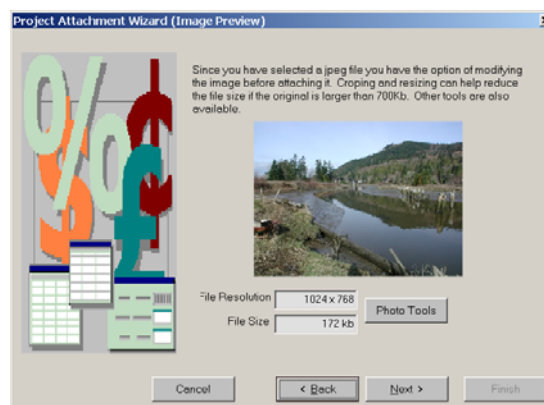 Project Attachment Wizard (Image Preview)
Since you have selected a jpeg file you have the option of modifying
the image before attaching it. Croping and resizing can help reduce
the file size if the original is larger than 700Kb. Other tools are also
available.
File Resolution 1024 x 768
File Size 172 kb
Photo Tools
Cancel < Back Next > Finish